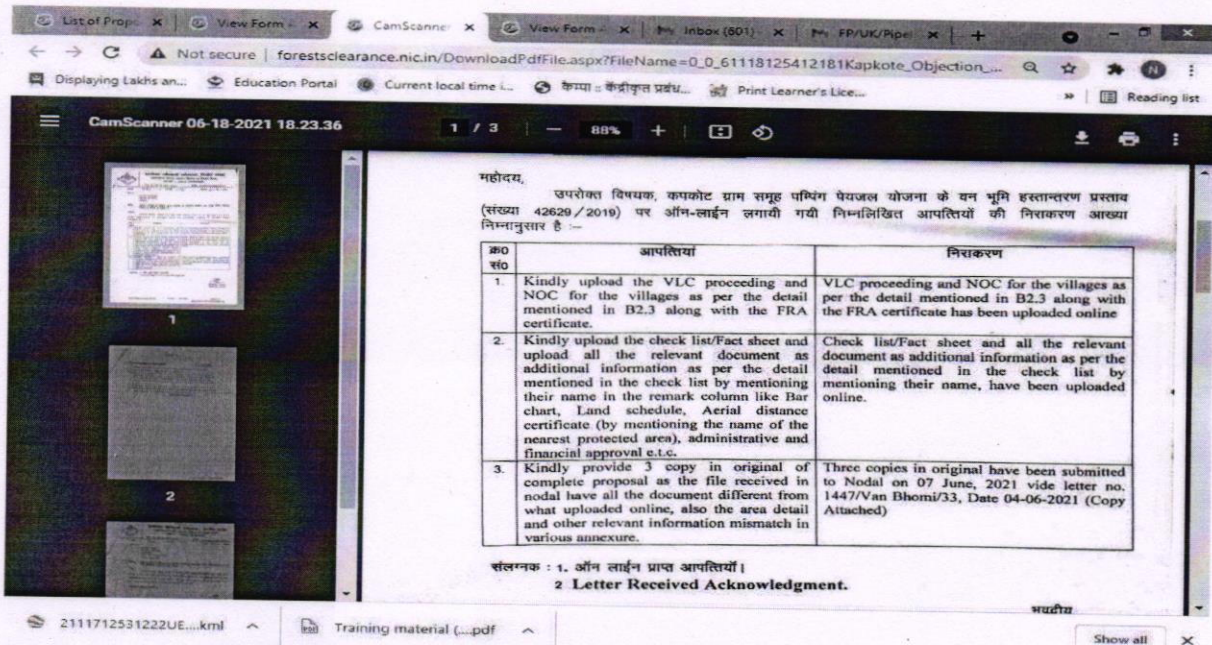 List of Prop
View Form
CamScanner
View Form
Inbox (601)
FP/UK/Pipel
Not secure | forestsclearance.nic.in/DownloadPdfFile.aspx?FileName=0_0_61118125412181Kapkote_Objection_...
Displaying Lakhs an...
Education Portal
Current local time i...
कैम्पा :: केंद्रीकृत प्रबंध...
Print Learner's Lice...
Reading list
CamScanner 06-18-2021 18.23.36
1 / 3
88%
1
2
महोदय,
उपरोक्त विषयक, कपकोट ग्राम समूह पम्पिंग पेयजल योजना के वन भूमि हस्तान्तरण प्रस्ताव
(संख्या 42629/2019) पर ऑन-लाईन लगायी गयी निम्नलिखित आपत्तियों की निराकरण आख्या
निम्नानुसार है :–
क्र0
सं0
आपत्तियां
निराकरण
1.
Kindly upload the VLC proceeding and
NOC for the villages as per the detail
mentioned in B2.3 along with the FRA
certificate.
VLC proceeding and NOC for the villages as
per the detail mentioned in B2.3 along with
the FRA certificate has been uploaded online
2.
Kindly upload the check list/Fact sheet and
upload all the relevant document as
additional information as per the detail
mentioned in the check list by mentioning
their name in the remark column like Bar
chart, Land schedule, Aerial distance
certificate (by mentioning the name of the
nearest protected area), administrative and
financial approval e.t.c.
Check list/Fact sheet and all the relevant
document as additional information as per the
detail mentioned in the check list by
mentioning their name, have been uploaded
online.
3.
Kindly provide 3 copy in original of
complete proposal as the file received in
nodal have all the document different from
what uploaded online, also the area detail
and other relevant information mismatch in
various annexure.
Three copies in original have been submitted
to Nodal on 07 June, 2021 vide letter no.
1447/Van Bhomi/33, Date 04-06-2021 (Copy
Attached)
संलग्नक : 1. ऑन लाईन प्राप्त आपत्तियाँ।
2 Letter Received Acknowledgment.
भवदीय
2111712531222UE....kml
Training material (....pdf
Show all